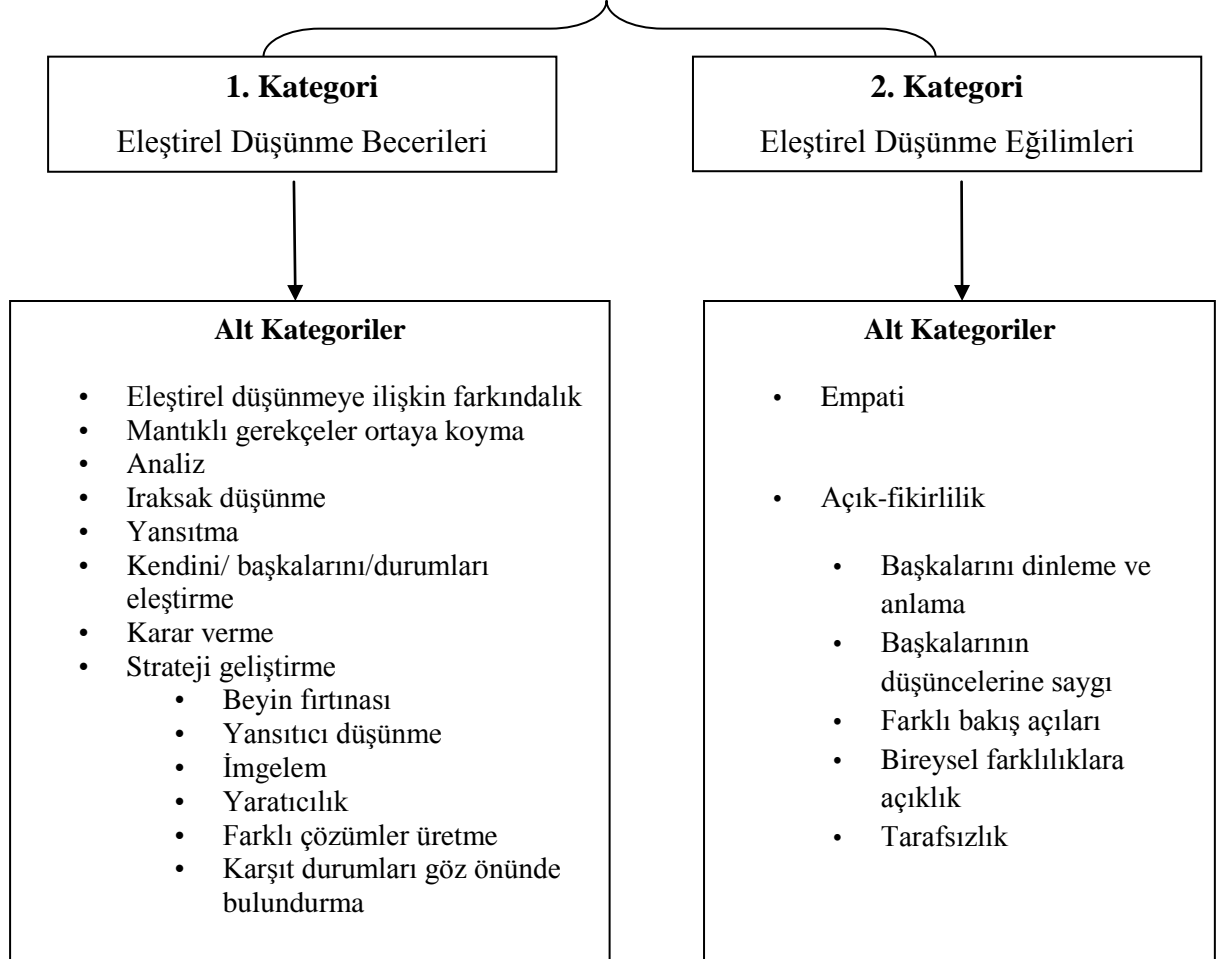 1. Kategori
Eleştirel Düşünme Becerileri
2. Kategori
Eleştirel Düşünme Eğilimleri
Alt Kategoriler
• Eleştirel düşünmeye ilişkin farkındalık
• Mantıklı gerekçeler ortaya koyma
• Analiz
• Iraksak düşünme
• Yansıtma
• Kendini/ başkalarını/durumları
eleştirme
• Karar verme
• Strateji geliştirme
• Beyin fırtınası
• Yansıtıcı düşünme
• İmgelem
• Yaratıcılık
• Farklı çözümler üretme
• Karşıt durumları göz önünde
bulundurma
Alt Kategoriler
• Empati
• Açık-fikirlilik
• Başkalarını dinleme ve
anlama
• Başkalarının
düşüncelerine saygı
• Farklı bakış açıları
• Bireysel farklılıklara
açıklık
• Tarafsızlık